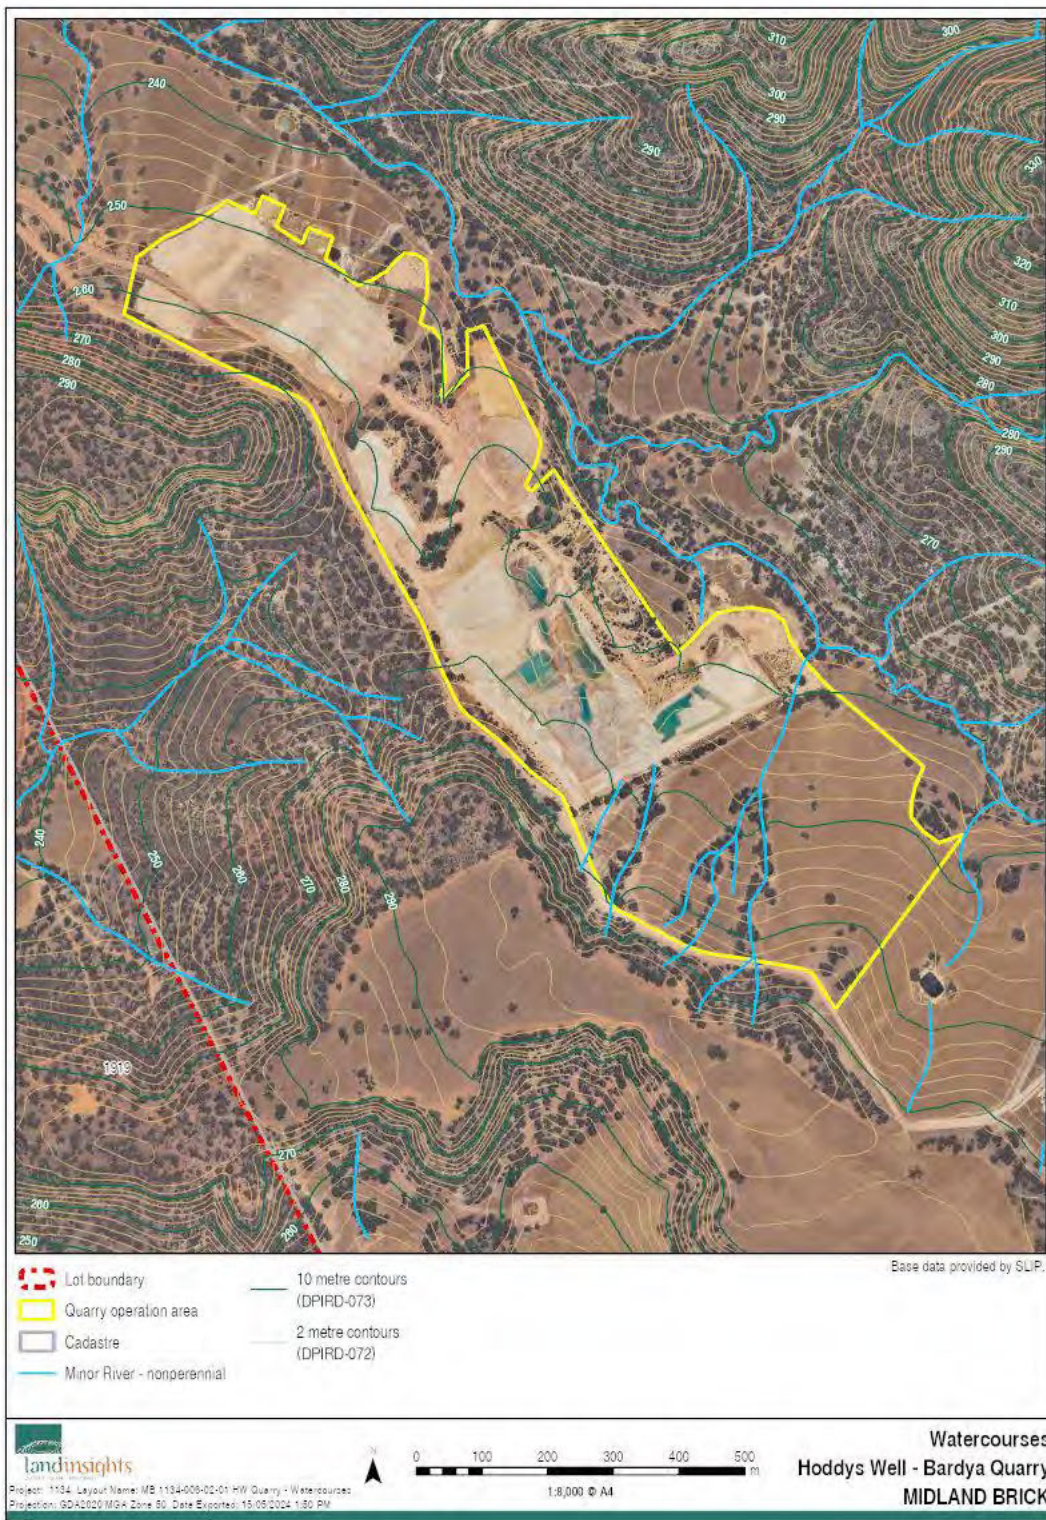 310
300
300
240
290
290
330
250
320
260
310
270
300
280
290
290
280
280
290
270
240
250
260
270
280
290
1919
270
260
280
250
Base data provided by SLIP.
Lot boundary
Quarry operation area
Cadastre
Minor River - nonperennial
10 metre contours
(DPIRD-073)
2 metre contours
(DPIRD-072)
landinsights
Project: 1134 Layout Name: MB 1134-006-02-01 HW Quarry - Watercourses
Projection: GDA2020 MGA Zone 50 Date Exported: 15/05/2024 1:50 PM
N
0 100 200 300 400 500
m
1:8,000 @ A4
Watercourses
Hoddys Well - Bardya Quarry
MIDLAND BRICK